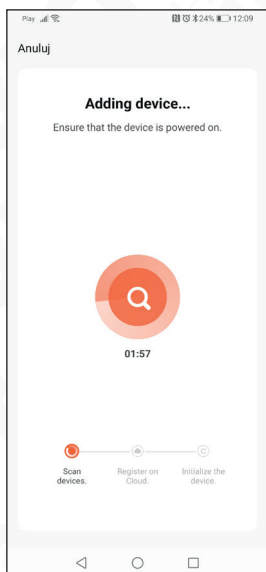 Play 24% 12:09
Anuluj
Adding device...
Ensure that the device is powered on.
01:57
Scan Register on Initialize the
devices. Cloud. device.